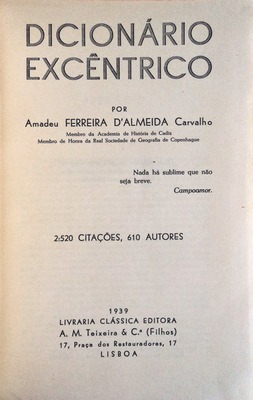 DICIONÁRIO
EXCÊNTRICO
POR
Amadeu FERREIRA D'ALMEIDA Carvalho
Membro da Academia de História de Cadiz
Membro de Honra da Real Sociedade de Geografia de Copenhague
Nada há sublime que não
seja breve.
Campoamor.
2:520 CITAÇÕES, 610 AUTORES
1939
LIVRARIA CLÁSSICA EDITORA
A. M. Teixeira & C.ª (Filhos)
17, Praça dos Restauradores, 17
LISBOA